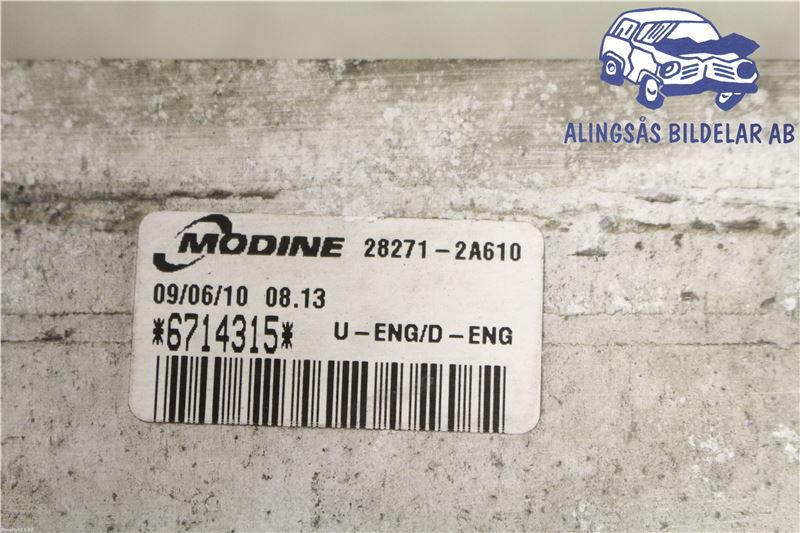 ALINGSÅS BILDELAR AB
MODINE 28271-2A610
09/06/10 08.13
*6714315* U-ENG/D-ENG